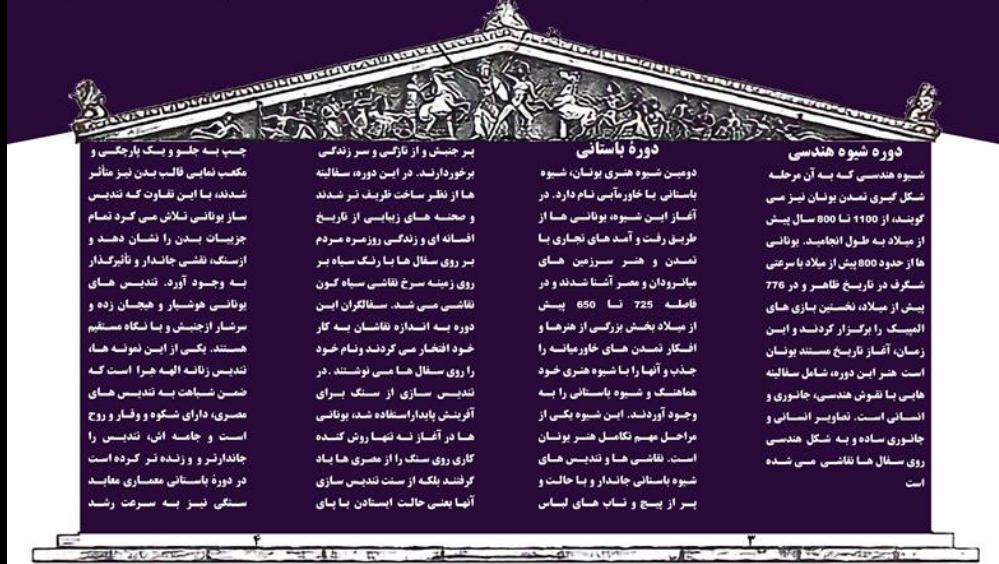 دوره شیوه هندسی
شیوه هندسی که به آن مرحله
شکل گیری تمدن یونان نیز می
گویند، از 1100 تا 800 سال پیش
از میلاد به طول انجامید. یونانی
ها از حدود 800 پیش از میلاد با سرعتی
شگرف در تاریخ ظاهر و در 776
پیش از میلاد، نخستین بازی های
المپیک را برگزار کردند و این
زمان، آغاز تاریخ مستند یونان
است هنر این دوره، شامل سفالینه
هایی با نقوش هندسی، جانوری و
انسانی است. تصاویر انسانی و
جانوری ساده و به شکل هندسی
روی سفال ها نقاشی می شده
است
دورۀ باستانی
دومین شیوه هنری یونان، شیوه
باستانی یا خاورمآبی نام دارد. در
آغاز این شیوه، یونانی ها از
طریق رفت و آمد های تجاری با
تمدن و هنر سرزمین های
میانرودان و مصر آشنا شدند و در
فاصله 725 تا 650 پیش
از میلاد بخش بزرگی از هنرها و
افکار تمدن های خاورمیانه را
جذب و آنها را با شیوه هنری خود
هماهنگ و شیوه باستانی را به
وجود آوردند. این شیوه یکی از
مراحل مهم تکامل هنر یونان
است. نقاشی ها و تندیس های
شیوه باستانی جاندار و با حالت و
پر از پیچ و تاب های لباس
پر جنبش و از تازگی و سر زندگی
برخوردارند. در این دوره، سفالینه
ها از نظر ساخت ظریف تر شدند
و صحنه های زیبایی از تاریخ
افسانه ای و زندگی روزمره مردم
بر روی سفال ها با رنگ سیاه بر
روی زمینه سرخ نقاشی سیاه گون
نقاشی می شد. سفالگران این
دوره به اندازه نقاشان به کار
خود افتخار می کردند ونام خود
را روی سفال ها می نوشتند .در
تندیس سازی از سنگ برای
آفرینش پایداراستفاده شد، یونانی
ها در آغاز نه تنها روش کنده
کاری روی سنگ را از مصری ها یاد
گرفتند بلکه از سنت تندیس سازی
آنها یعنی حالت ایستادن با پای
چپ به جلو و یک پارچگی و
مکعب نمایی قالب بدن نیز متأثر
شدند، با این تفاوت که تندیس
ساز یونانی تلاش می کرد تمام
جزییات بدن را نشان دهد و
ازسنگ، نقشی جاندار و تأثیرگذار
به وجود آورد. تندیس های
یونانی هوشیار و هیجان زده و
سرشار ازجنبش و با نگاه مستقیم
هستند. یکی از این نمونه ها،
تندیس زنانه الهه هرا است که
ضمن شباهت به تندیس های
مصری، دارای شکوه و وقار و روح
است و جامه اش، تندیس را
جاندارتر و و زنده تر کرده است
در دورۀ باستانی معماری معابد
سنگی نیز به سرعت رشد
۳
۴